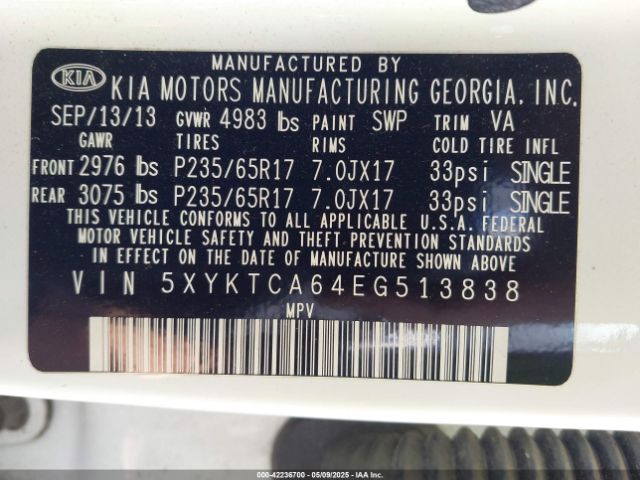 MANUFACTURED BY
KIA KIA MOTORS MANUFACTURING GEORGIA, INC.
SEP/13/13 GVWR 4983 lbs PAINT SWP TRIM VA
GAWR TIRES RIMS COLD TIRE INFL
FRONT 2976 lbs P235/65R17 7.0JX17 33psi SINGLE
REAR 3075 lbs P235/65R17 7.0JX17 33psi SINGLE
THIS VEHICLE CONFORMS TO ALL APPLICABLE U.S.A. FEDERAL
MOTOR VEHICLE SAFETY AND THEFT PREVENTION STANDARDS
IN EFFECT ON THE DATE OF MANUFACTURE SHOWN ABOVE.
VIN 5XYKTCA64EG513838
MPV
000-42236700 - 05/09/2025 - IAA Inc.